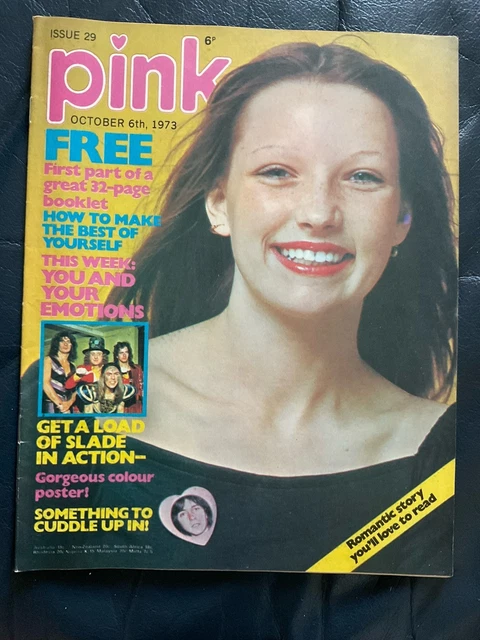 ISSUE 29
6P
pink
OCTOBER 6th, 1973
FREE
First part of a
great 32-page
booklet
HOW TO MAKE
THE BEST OF
YOURSELF
THIS WEEK:
YOU AND
YOUR
EMOTIONS
GET A LOAD
OF SLADE
IN ACTION—
Gorgeous colour
poster!
SOMETHING TO
CUDDLE UP IN!
Romantic story
you'll love to read